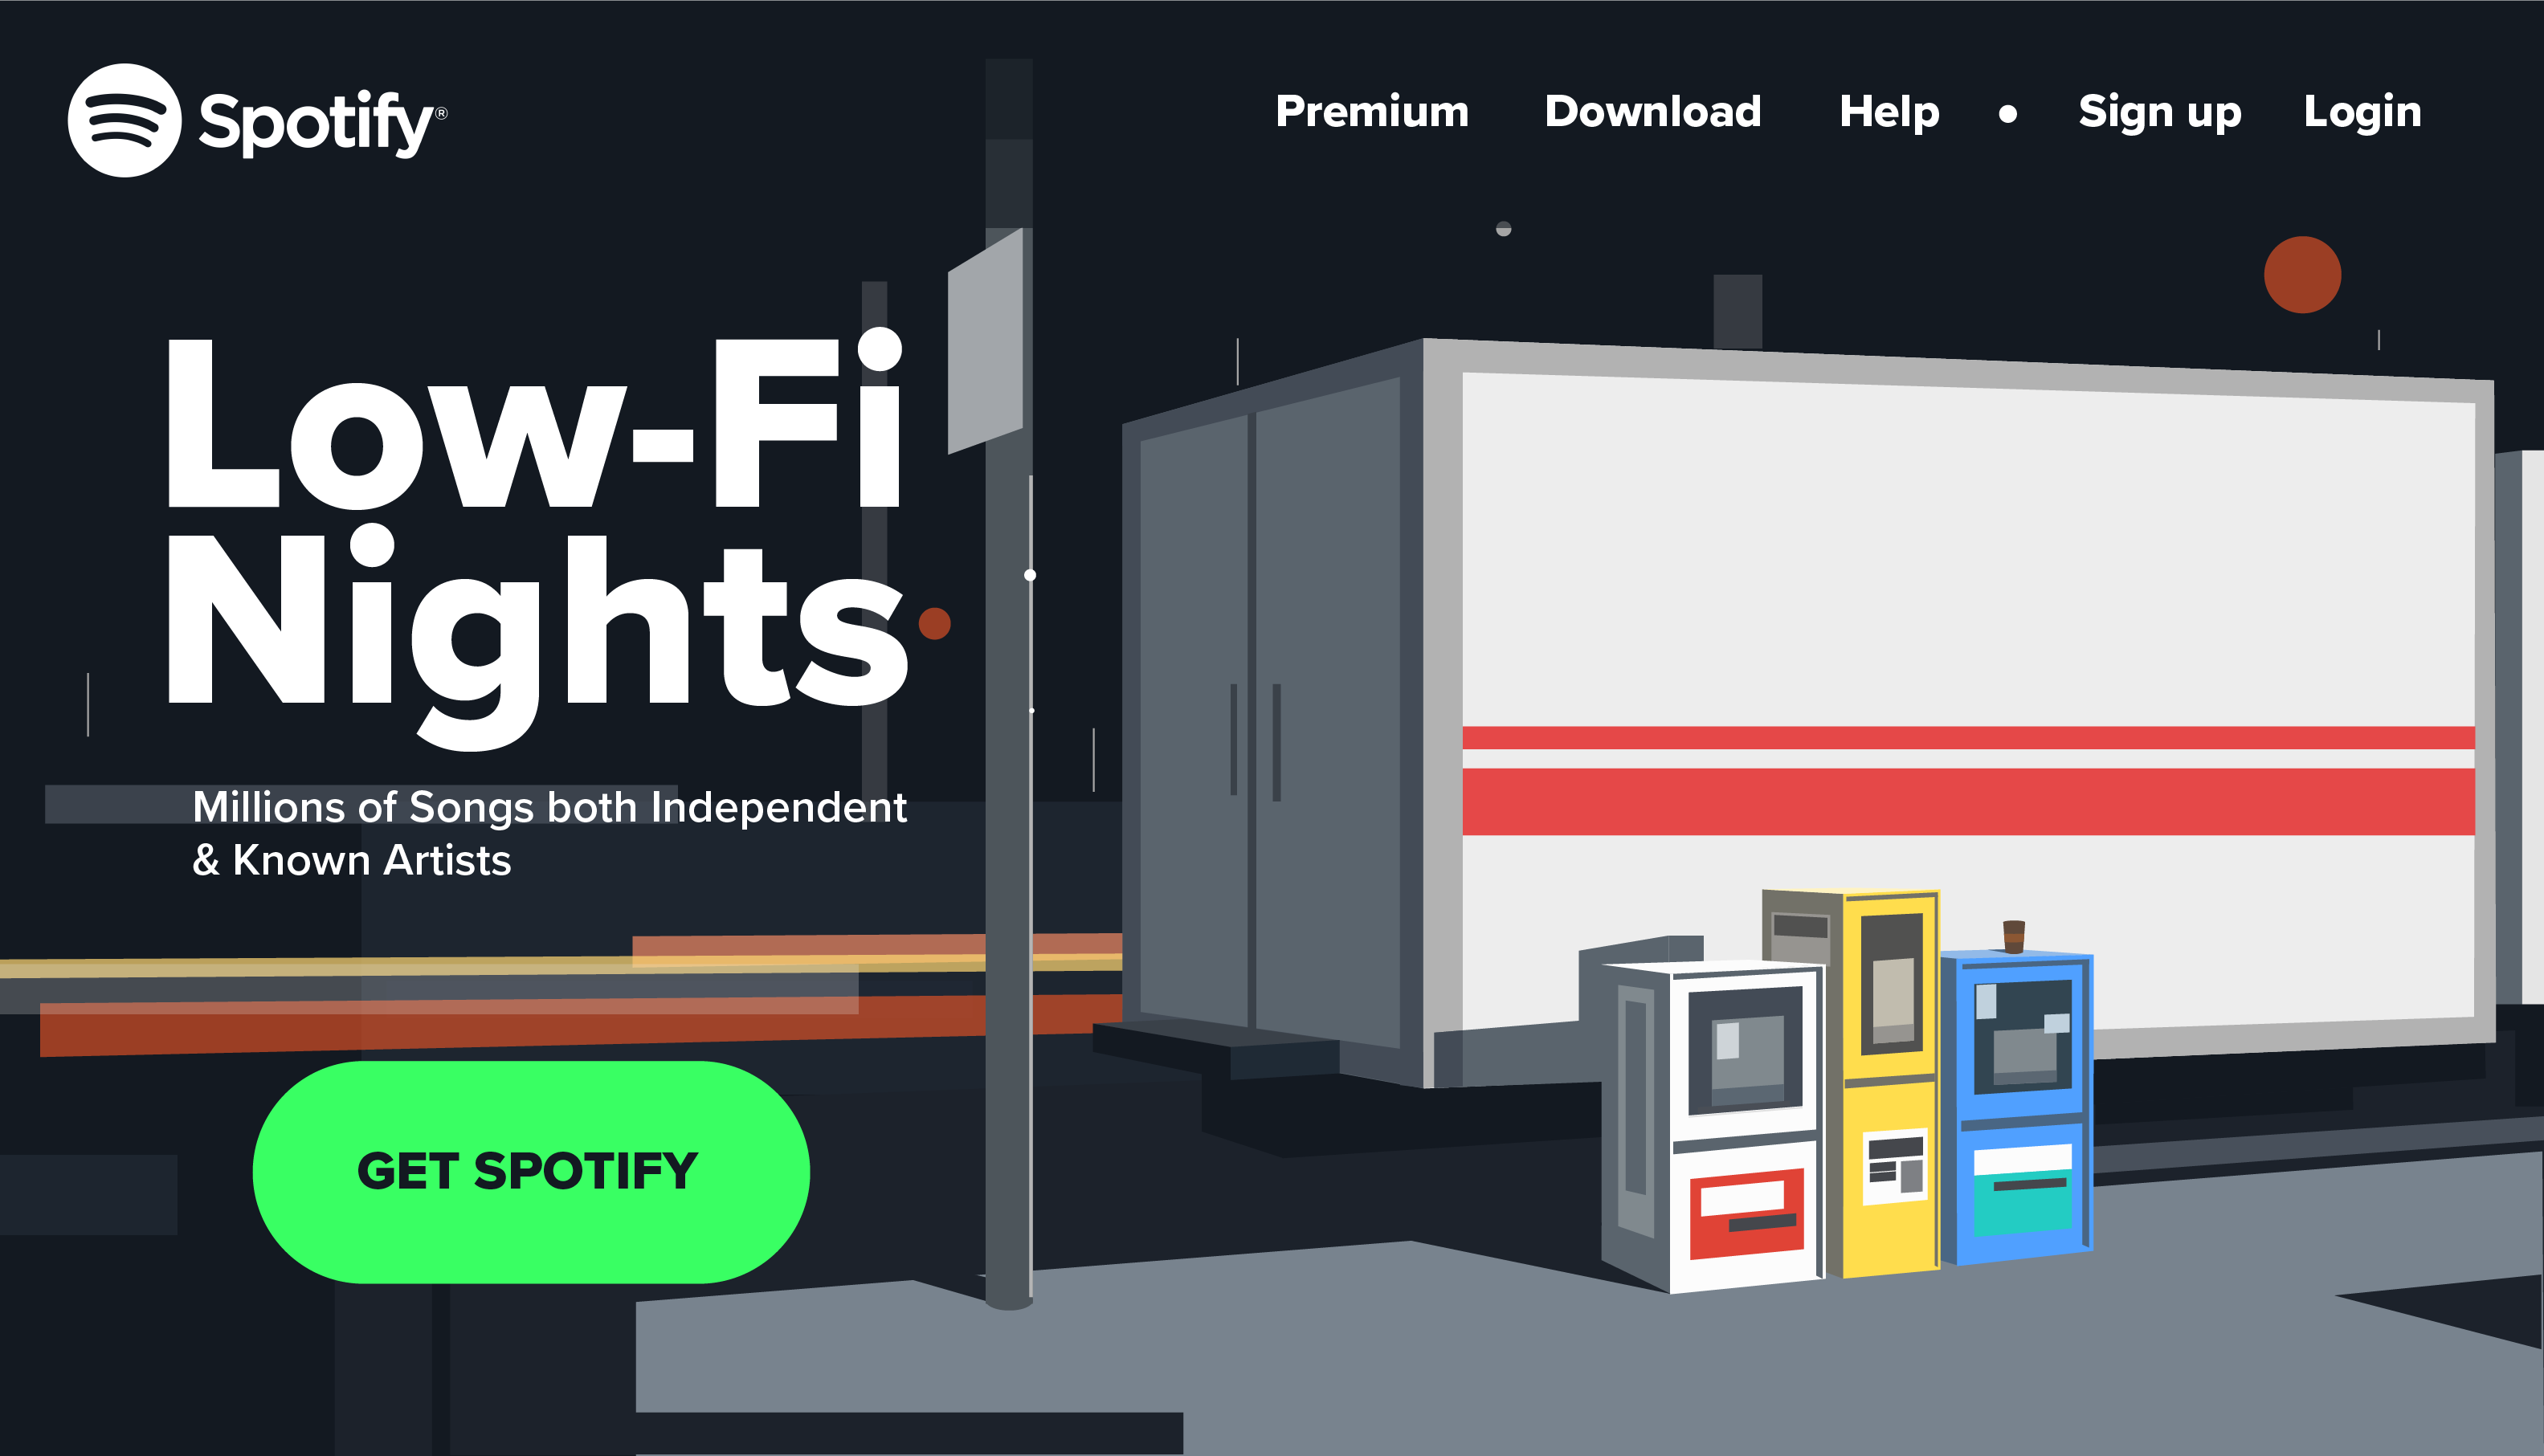 Spotify®
Premium Download Help • Sign up Login
Low-Fi
Nights
Millions of Songs both Independent
& Known Artists
GET SPOTIFY